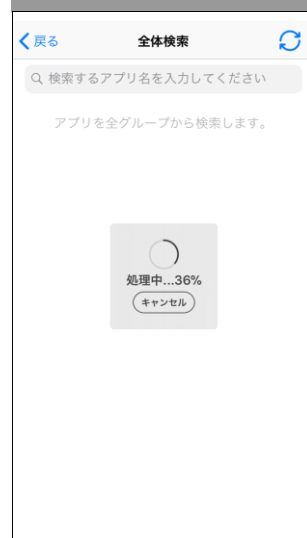 戻る 全体検索
検索するアプリ名を入力してください
アプリを全グループから検索します。
処理中...36%
キャンセル